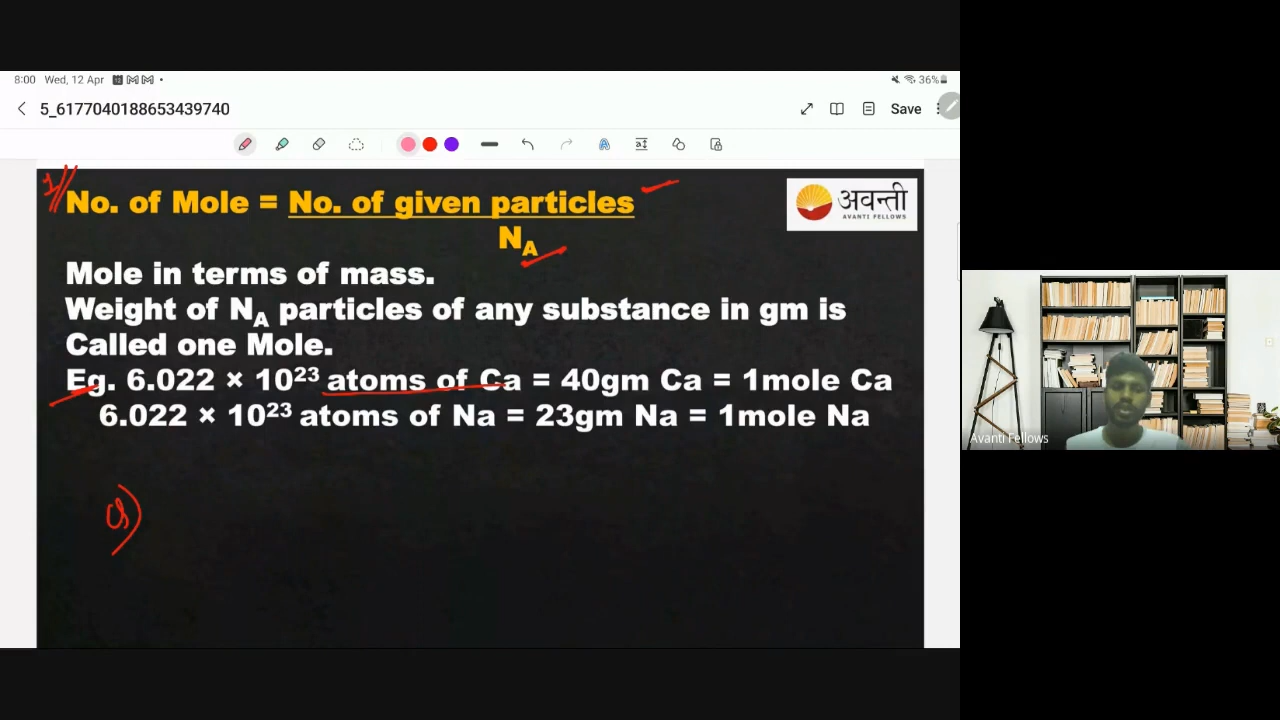 8:00 Wed, 12 Apr
36%
5_6177040188653439740
Save
1
No. of Mole = No. of given particles
N_A
अवन्ती
AVANTI FELLOWS
Mole in terms of mass.
Weight of N_A particles of any substance in gm is
Called one Mole.
Eg. 6.022 × 10²³ atoms of Ca = 40gm Ca = 1mole Ca
6.022 × 10²³ atoms of Na = 23gm Na = 1mole Na
Avanti Fellows